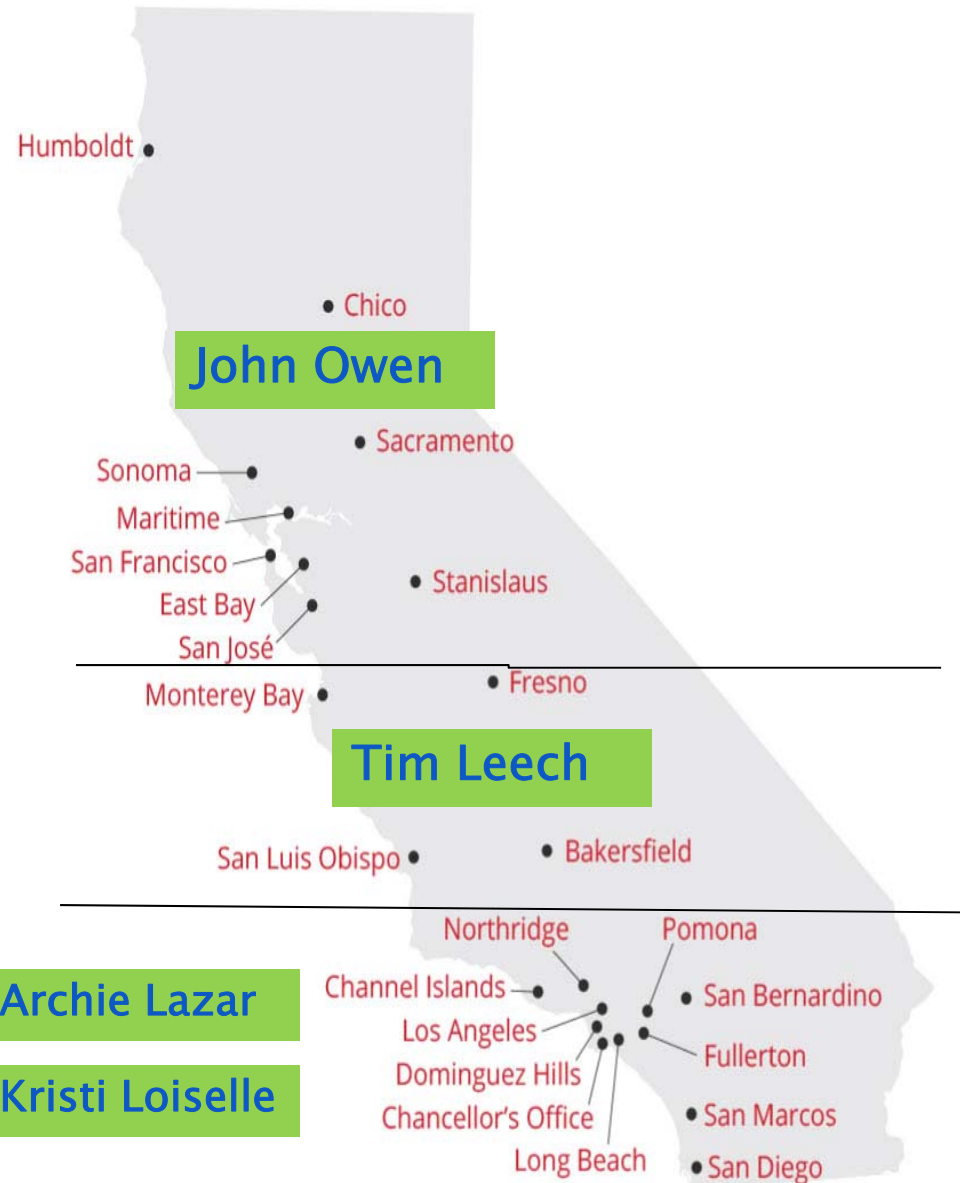 Humboldt
Chico
John Owen
Sacramento
Sonoma
Maritime
San Francisco
East Bay
Stanislaus
San José
Monterey Bay
Fresno
Tim Leech
San Luis Obispo
Bakersfield
Northridge
Pomona
Archie Lazar
Channel Islands
San Bernardino
Los Angeles
Fullerton
Dominguez Hills
Kristi Loiselle
Chancellor's Office
San Marcos
Long Beach
San Diego